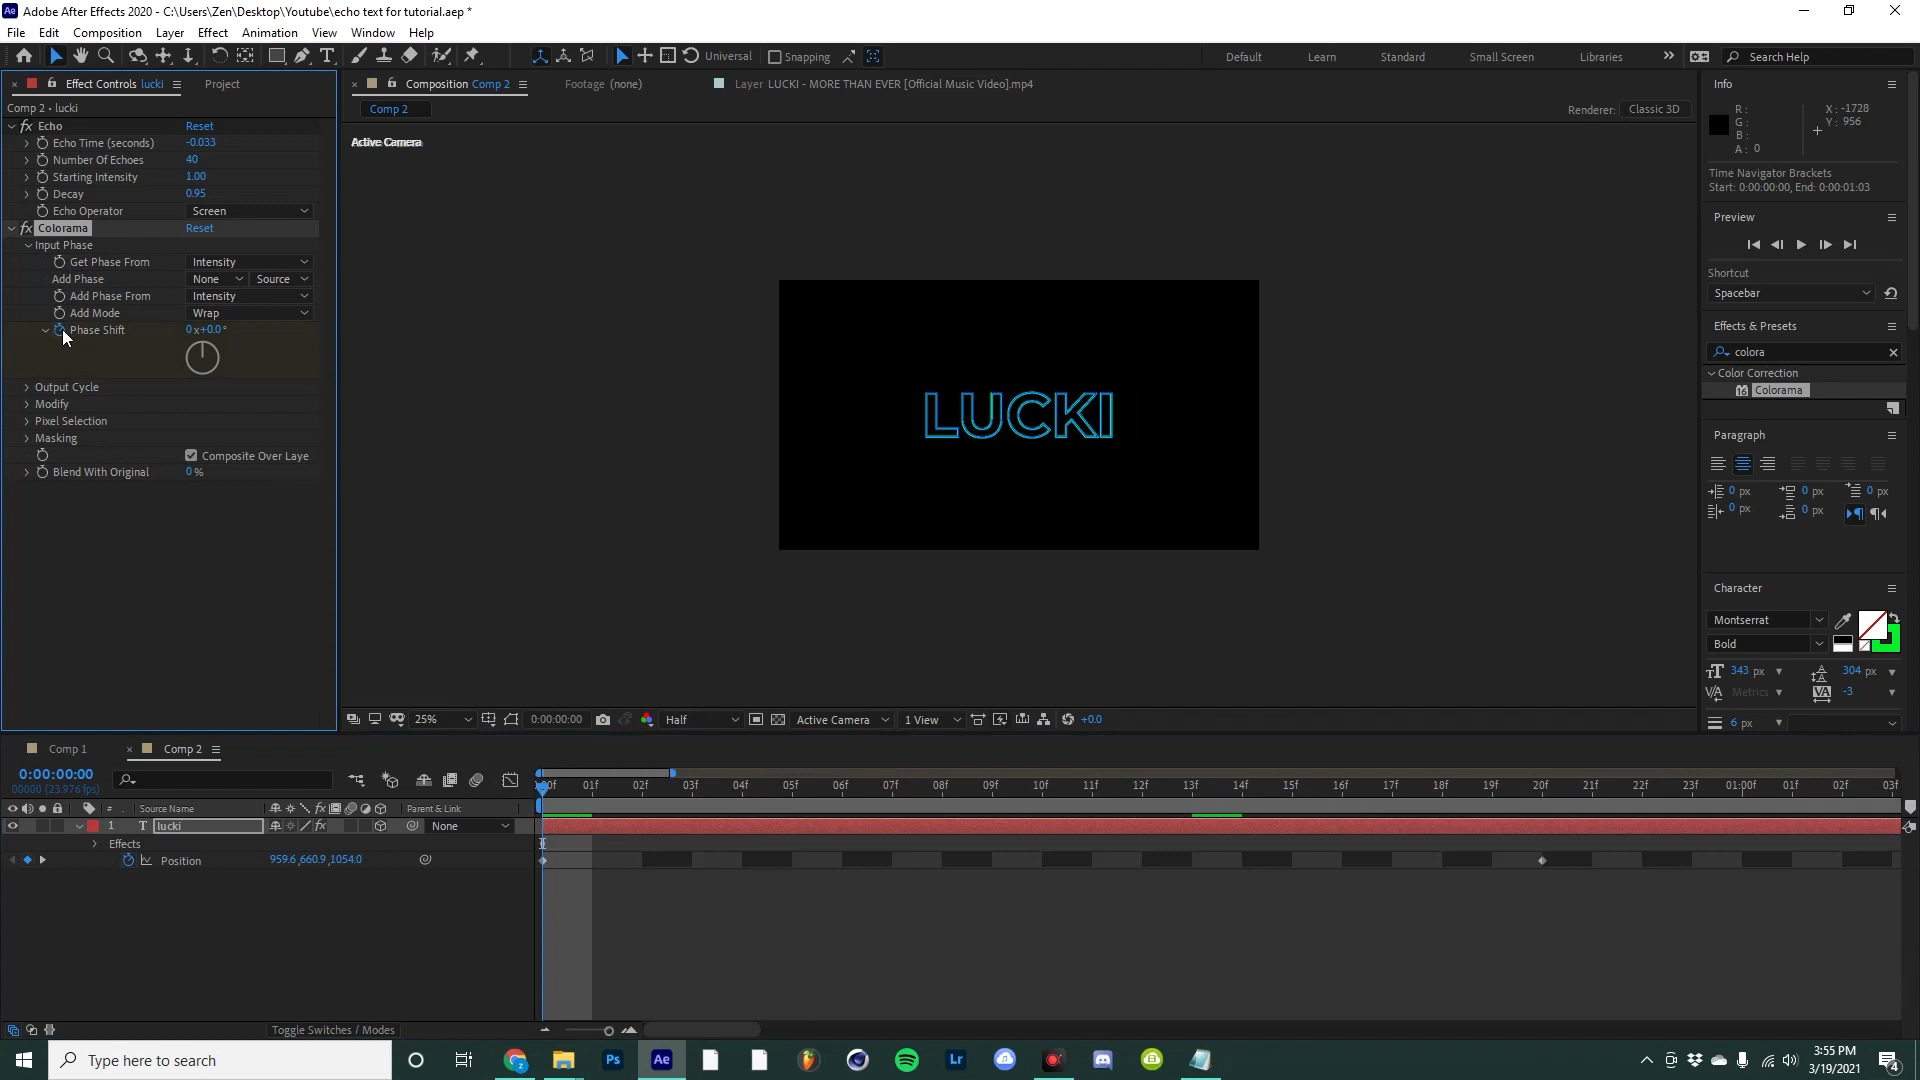 Adobe After Effects 2020 - C:\Users\Zen\Desktop\Youtube\echo text for tutorial.aep *
File Edit Composition Layer Effect Animation View Window Help
Universal Snapping Default Learn Standard Small Screen Libraries Search Help
Effect Controls lucki Project
Composition Comp 2 Footage (none) Layer LUCKI - MORE THAN EVER [Official Music Video].mp4
Comp 2 • lucki
Comp 2 Renderer: Classic 3D
Active Camera
Echo Reset
Echo Time (seconds) -0.033
Number Of Echoes 40
Starting Intensity 1.00
Decay 0.95
Echo Operator Screen
Colorama Reset
Input Phase
Get Phase From Intensity
Add Phase None Source
Add Phase From Intensity
Add Mode Wrap
Phase Shift 0x+0.0°
Output Cycle
Modify
Pixel Selection
Masking
Composite Over Laye
Blend With Original 0 %
LUCKI
25% 0:00:00:00 Half Active Camera 1 View +0.0
Info
R :
G :
B :
A : 0
X : -1728
Y : 956
Time Navigator Brackets
Start: 0:00:00:00, End: 0:00:01:03
Preview
Shortcut
Spacebar
Effects & Presets
colora
Color Correction
Colorama
Paragraph
0 px 0 px 0 px
0 px 0 px
Character
Montserrat
Bold
343 px 304 px
Metrics -3
6 px
Comp 1 Comp 2
0:00:00:00
00000 (23.976 fps)
01f 02f 03f 04f 05f 06f 07f 08f 09f 10f 11f 12f 13f 14f 15f 16f 17f 18f 19f 20f 21f 22f 23f 01:00f 01f 02f 03f
# Source Name Parent & Link
1 T lucki None
Effects
Position 959.6,660.9,1054.0
Toggle Switches / Modes
Type here to search
Ps Ae Lr
3:55 PM
3/19/2021
4